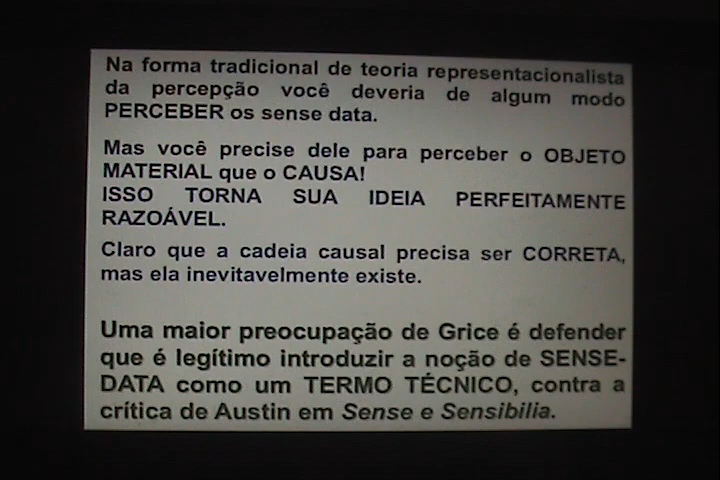 Na forma tradicional de teoria representacionalista
da percepção você deveria de algum modo
PERCEBER os sense data.
Mas você precise dele para perceber o OBJETO
MATERIAL que o CAUSA!
ISSO TORNA SUA IDEIA PERFEITAMENTE
RAZOÁVEL.
Claro que a cadeia causal precisa ser CORRETA,
mas ela inevitavelmente existe.
Uma maior preocupação de Grice é defender
que é legítimo introduzir a noção de SENSE-
DATA como um TERMO TÉCNICO, contra a
crítica de Austin em Sense e Sensibilia.